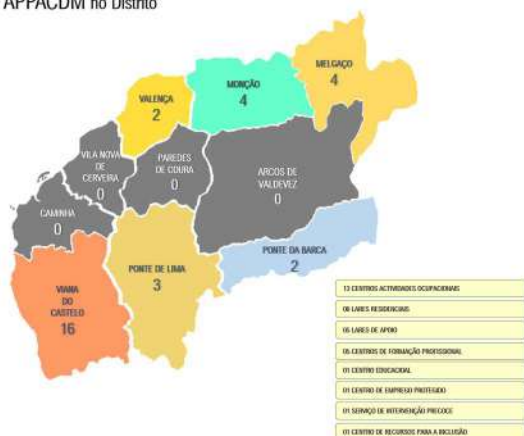 APPACDM no Distrito
MELGAÇO
4
MONÇÃO
4
VALENÇA
2
VILA NOVA
DE
CERVEIRA
0
PAREDES
DE COURA
0
ARCOS DE
VALDEVEZ
0
CAMINHA
0
PONTE DA BARCA
2
PONTE DE LIMA
3
VIANA
DO
CASTELO
16
13 CENTROS ACTIVIDADES OCUPACIONAIS
08 LARES RESIDENCIAIS
05 LARES DE APOIO
05 CENTROS DE FORMAÇÃO PROFISSIONAL
01 CENTRO EDUCACIONAL
01 CENTRO DE EMPREGO PROTEGIDO
01 SERVIÇO DE INTERVENÇÃO PRECOCE
01 CENTRO DE RECURSOS PARA A INCLUSÃO